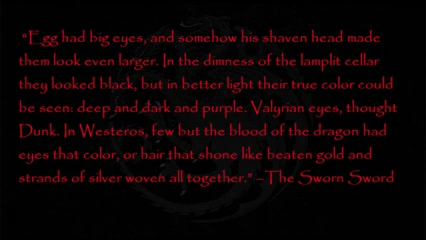 "Egg had big eyes, and somehow his shaven head made
them look even larger. In the dimness of the lamplit cellar
they looked black, but in better light their true color could
be seen: deep and dark and purple. Valyrian eyes, thought
Dunk. In Westeros, few but the blood of the dragon had
eyes that color, or hair that shone like beaten gold and
strands of silver woven all together." –The Sworn Sword